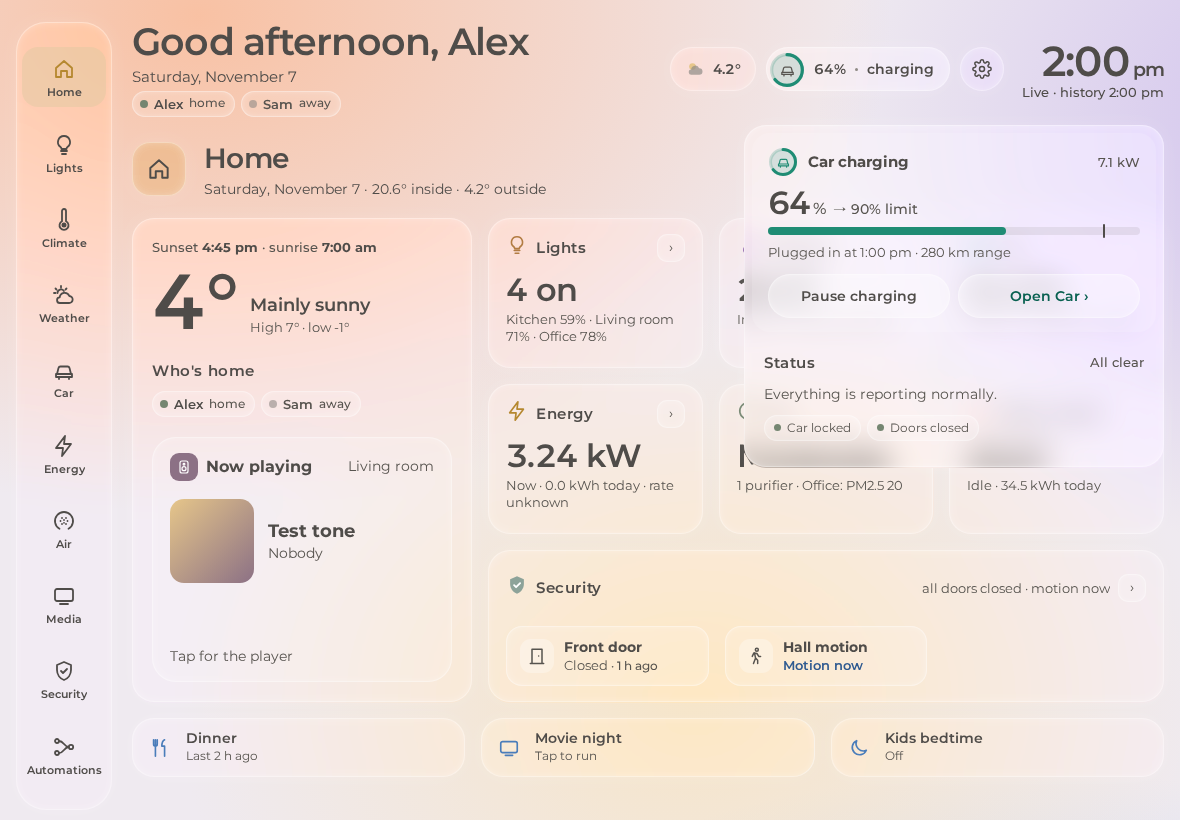 Good afternoon, Alex
Saturday, November 7
Alex home
Sam away
4.2°
64% • charging
2:00 pm
Live · history 2:00 pm
Home
Lights
Climate
Weather
Car
Energy
Air
Media
Security
Automations
Home
Saturday, November 7 · 20.6° inside · 4.2° outside
Sunset 4:45 pm · sunrise 7:00 am
4°
Mainly sunny
High 7° · low -1°
Who's home
Alex home
Sam away
Now playing
Living room
Test tone
Nobody
Tap for the player
Lights
4 on
Kitchen 59% · Living room
71% · Office 78%
Energy
3.24 kW
Now · 0.0 kWh today · rate
unknown
1 purifier · Office: PM2.5 20
Idle · 34.5 kWh today
Car charging
7.1 kW
64% → 90% limit
Plugged in at 1:00 pm · 280 km range
Pause charging
Open Car ›
Status
All clear
Everything is reporting normally.
Car locked
Doors closed
Security
all doors closed · motion now
Front door
Closed · 1 h ago
Hall motion
Motion now
Dinner
Last 2 h ago
Movie night
Tap to run
Kids bedtime
Off